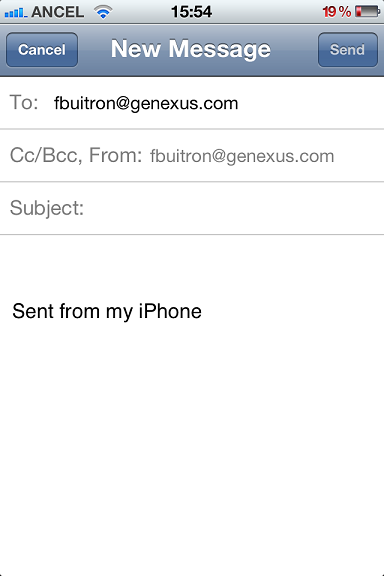 ANCEL 15:54 19%
Cancel New Message Send
To: fbuitron@genexus.com
Cc/Bcc, From: fbuitron@genexus.com
Subject:
Sent from my iPhone